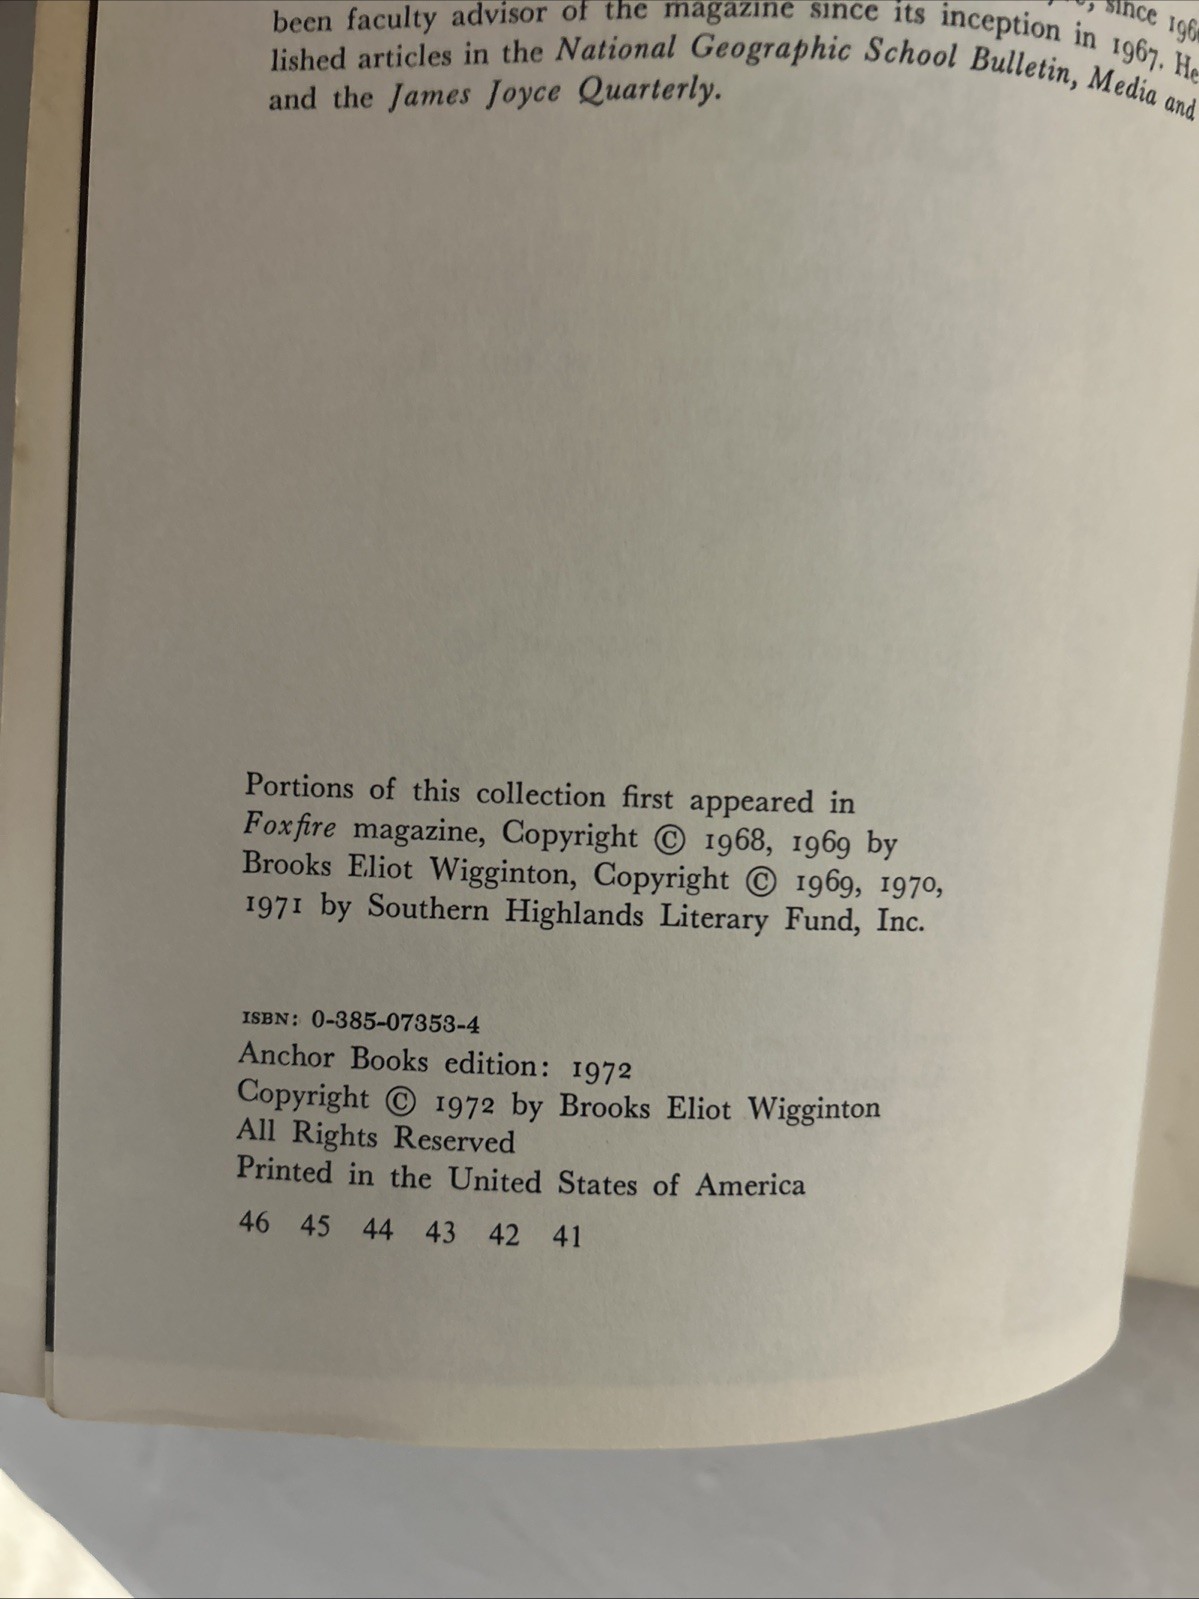 been faculty advisor of the magazine since its inception in 1967. He
lished articles in the National Geographic School Bulletin, Media and
and the James Joyce Quarterly.
Portions of this collection first appeared in
Foxfire magazine, Copyright © 1968, 1969 by
Brooks Eliot Wigginton, Copyright © 1969, 1970,
1971 by Southern Highlands Literary Fund, Inc.
ISBN: 0-385-07353-4
Anchor Books edition: 1972
Copyright © 1972 by Brooks Eliot Wigginton
All Rights Reserved
Printed in the United States of America
46 45 44 43 42 41